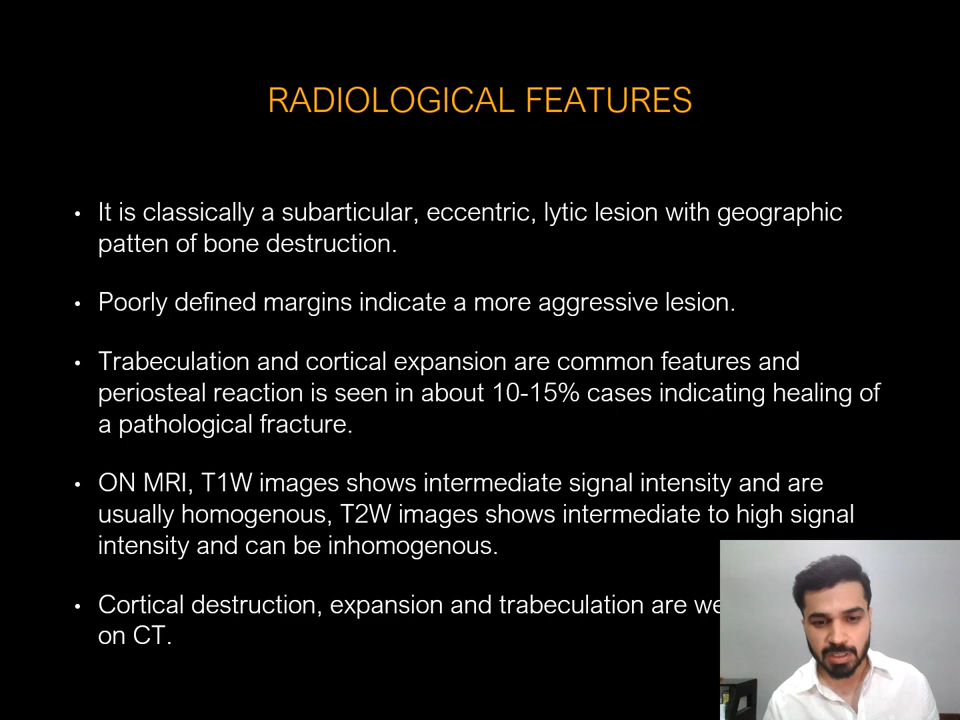 RADIOLOGICAL FEATURES
• It is classically a subarticular, eccentric, lytic lesion with geographic
patten of bone destruction.
• Poorly defined margins indicate a more aggressive lesion.
• Trabeculation and cortical expansion are common features and
periosteal reaction is seen in about 10-15% cases indicating healing of
a pathological fracture.
• ON MRI, T1W images shows intermediate signal intensity and are
usually homogenous, T2W images shows intermediate to high signal
intensity and can be inhomogenous.
• Cortical destruction, expansion and trabeculation are
on CT.